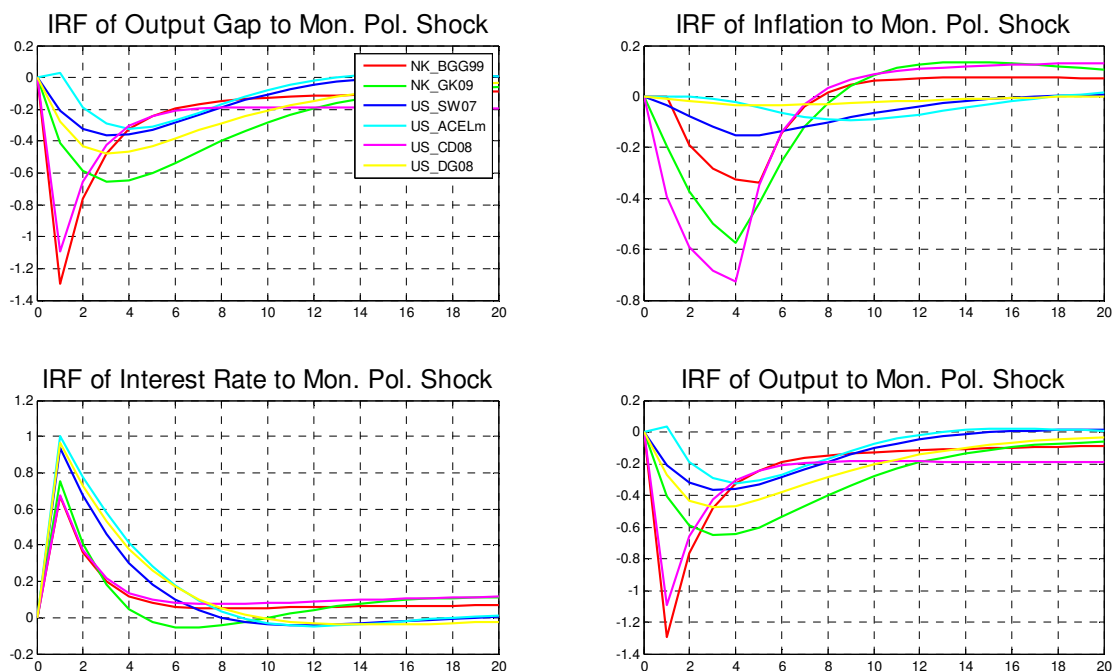 IRF of Output Gap to Mon. Pol. Shock
0.2
0
-0.2
-0.4
-0.6
-0.8
-1
-1.2
-1.4
0 2 4 6 8 10 12 14 16 18 20
NK_BGG99
NK_GK09
US_SW07
US_ACELm
US_CD08
US_DG08
IRF of Inflation to Mon. Pol. Shock
0.2
0
-0.2
-0.4
-0.6
-0.8
0 2 4 6 8 10 12 14 16 18 20
IRF of Interest Rate to Mon. Pol. Shock
1.2
1
0.8
0.6
0.4
0.2
0
-0.2
0 2 4 6 8 10 12 14 16 18 20
IRF of Output to Mon. Pol. Shock
0.2
0
-0.2
-0.4
-0.6
-0.8
-1
-1.2
-1.4
0 2 4 6 8 10 12 14 16 18 20